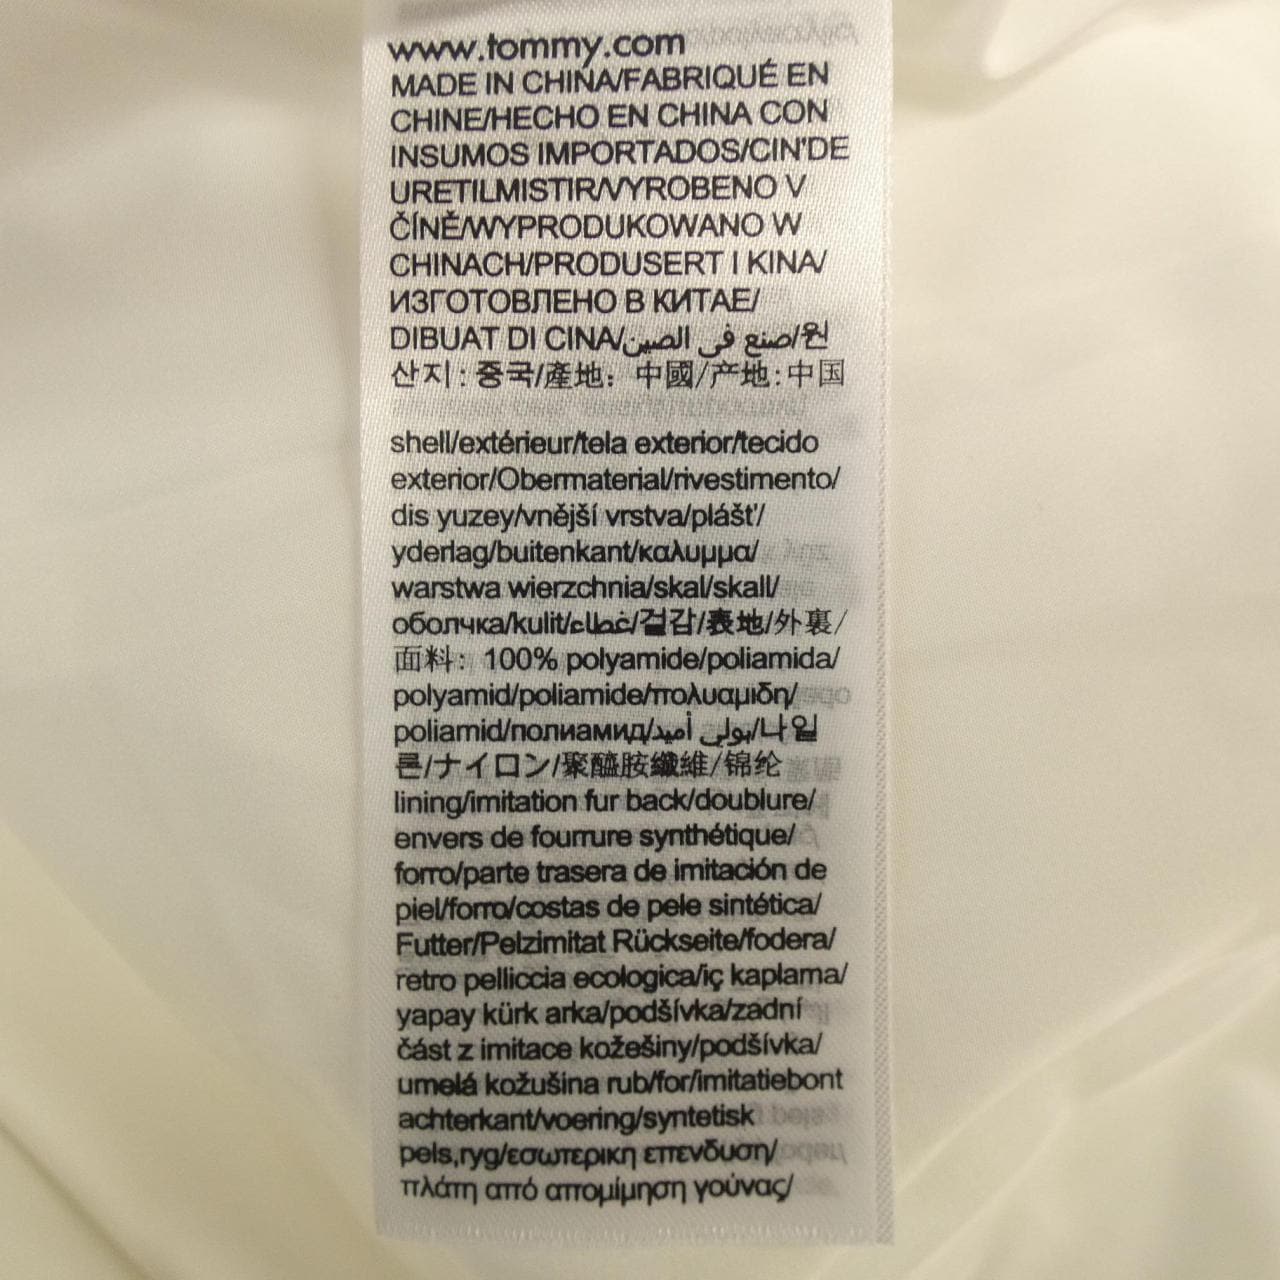 www.tommy.com
MADE IN CHINA/FABRIQUÉ EN
CHINE/HECHO EN CHINA CON
INSUMOS IMPORTADOS/CIN'DE
URETILMISTIR/VYROBENO V
ČÍNĚ/WYPRODUKOWANO W
CHINACH/PRODUSERT I KINA/
ИЗГОТОВЛЕНО В КИТАЕ/
DIBUAT DI CINA/صنع في الصين/원
산지 : 중국/產地：中國/产地:中国
shell/extérieur/tela exterior/tecido
exterior/Obermaterial/rivestimento/
dis yuzey/vnější vrstva/plášť/
yderlag/buitenkant/καλυμμα/
warstwa wierzchnia/skal/skall/
оболчка/kulit/غطاء/겉감/表地/外裏/
面料：100% polyamide/poliamida/
polyamid/poliamide/πολυαμιδη/
poliamid/полиамид/بولي أميد/나일
론/ナイロン/聚醯胺纖維/锦纶
lining/imitation fur back/doublure/
envers de fourrure synthétique/
forro/parte trasera de imitación de
piel/forro/costas de pele sintética/
Futter/Pelzimitat Rückseite/fodera/
retro pelliccia ecologica/iç kaplama/
yapay kürk arka/podšívka/zadní
část z imitace kožešiny/podšívka/
umelá kožušina rub/for/imitatiebont
achterkant/voering/syntetisk
pels,ryg/εσωτερικη επενδυση/
πλάτη από απομίμηση γούνας/